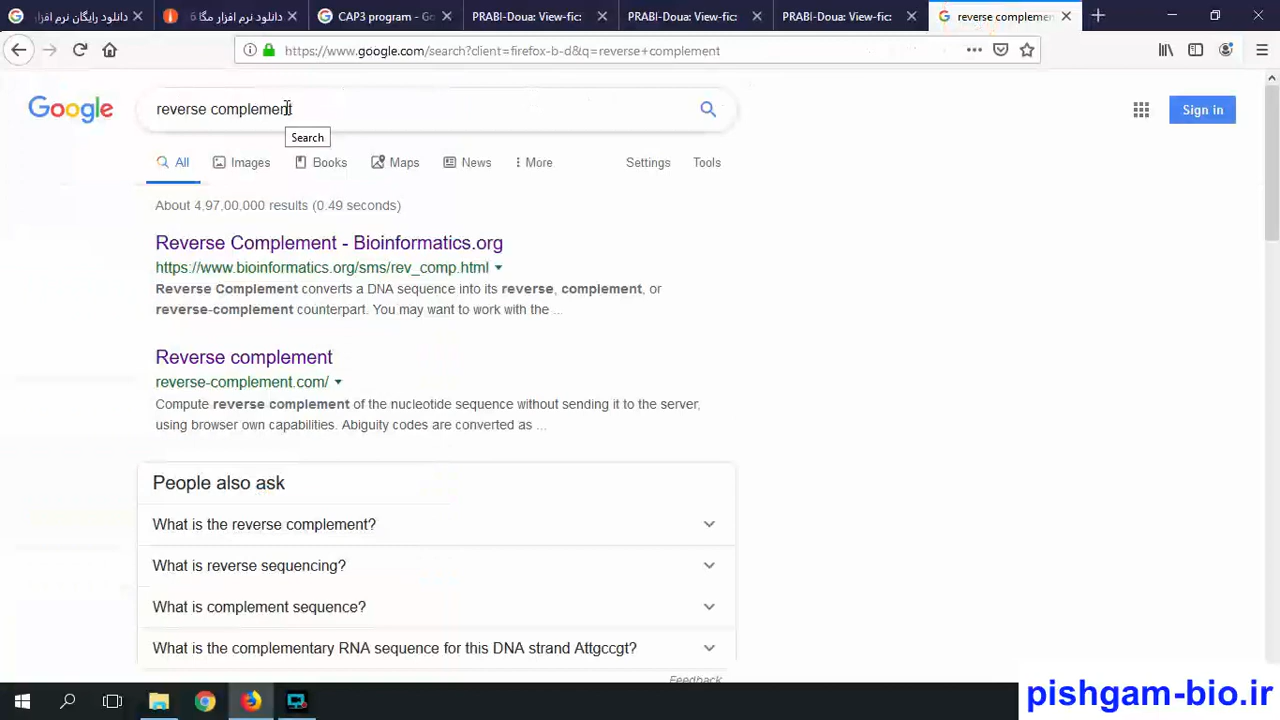 دانلود رایگان نرم افزار
دانلود نرم افزار مگا 6
CAP3 program - Go
PRABI-Doua: View-fic:
PRABI-Doua: View-fic:
PRABI-Doua: View-fic:
reverse complemen
https://www.google.com/search?client=firefox-b-d&q=reverse+complement
Google
reverse complement
Sign in
Search
All
Images
Books
Maps
News
More
Settings
Tools
About 4,97,00,000 results (0.49 seconds)
Reverse Complement - Bioinformatics.org
https://www.bioinformatics.org/sms/rev_comp.html
Reverse Complement converts a DNA sequence into its reverse, complement, or
reverse-complement counterpart. You may want to work with the ...
Reverse complement
reverse-complement.com/
Compute reverse complement of the nucleotide sequence without sending it to the server,
using browser own capabilities. Abiguity codes are converted as ...
People also ask
What is the reverse complement?
What is reverse sequencing?
What is complement sequence?
What is the complementary RNA sequence for this DNA strand Attgccgt?
Feedback
pishgam-bio.ir